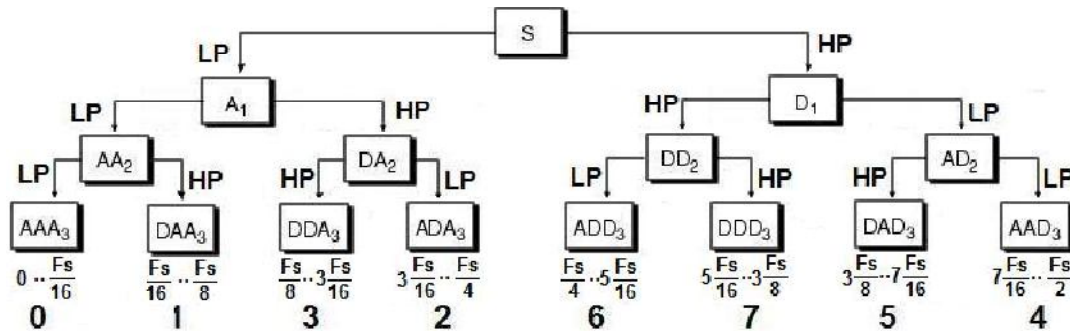 S
LP HP
A₁ D₁
LP HP HP LP
AA₂ DA₂ DD₂ AD₂
LP HP HP LP LP HP HP LP
AAA₃ DAA₃ DDA₃ ADA₃ ADD₃ DDD₃ DAD₃ AAD₃
0 ·· Fs/16 Fs/16 ·· Fs/8 Fs/8 ·· 3 Fs/16 3 Fs/16 ·· Fs/4 Fs/4 ·· 5 Fs/16 5 Fs/16 ·· 3 Fs/8 3 Fs/8 ·· 7 Fs/16 7 Fs/16 ·· Fs/2
0 1 3 2 6 7 5 4